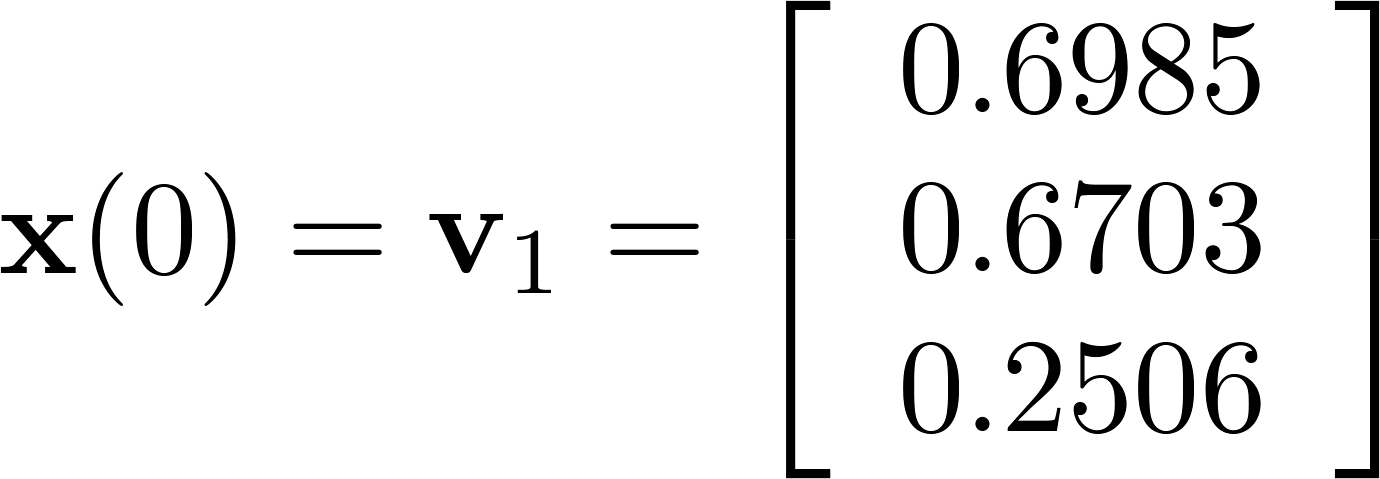 0.6985
x(0) = v₁ = 0.6703
0.2506